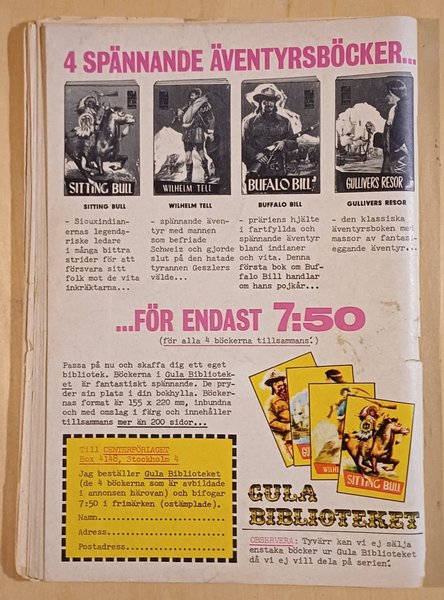 4 SPÄNNANDE ÄVENTYRSBÖCKER...
SITTING BULL
WILHELM TELL
BUFALO BILL
GULLIVERS RESOR
SITTING BULL
WILHELM TELL
BUFALO BILL
GULLIVERS RESOR
- Siouxindian-
ernas legenda-
riske ledare
i många bittra
strider för att
försvara sitt
folk mot de vita
inkräktarna...
- spännande även-
tyr med mannen
som befriade
Schweiz och gjorde
slut på den hatade
tyrannen Geszlers
välde...
- präriens hjälte
i fartfyllda och
spännande äventyr
bland indianer
och vita. Denna
första bok om Buf-
falo Bill handlar
om hans pojkår...
- den klassiska
äventyrsboken med
massor av fantasi-
eggande äventyr...
...FÖR ENDAST 7:50
(för alla 4 böckerna tillsammans!)
Passa på nu och skaffa dig ett eget
bibliotek. Böckerna i Gula Bibliotek-
et är fantastiskt spännande. De pry-
der sin plats i din bokhylla. Böcker-
nas format är 155 x 220 mm, inbundna
och med omslag i färg och innehåller
tillsammans mer än 200 sidor...
Till CENTERFÖRLAGET
Box 4148, Stockholm 4
Jag beställer Gula Biblioteket
(de 4 böckerna som är avbildade
i annonsen härovan) och bifogar
7:50 i frimärken (ostämplade).
Namn
Adress
Postadress
WILH
SITTING BULL
GULA
BIBLIOTEKET
OBSERVERA: Tyvärr kan vi ej sälja
enstaka böcker ur Gula Biblioteket
då vi ej vill dela på serien!